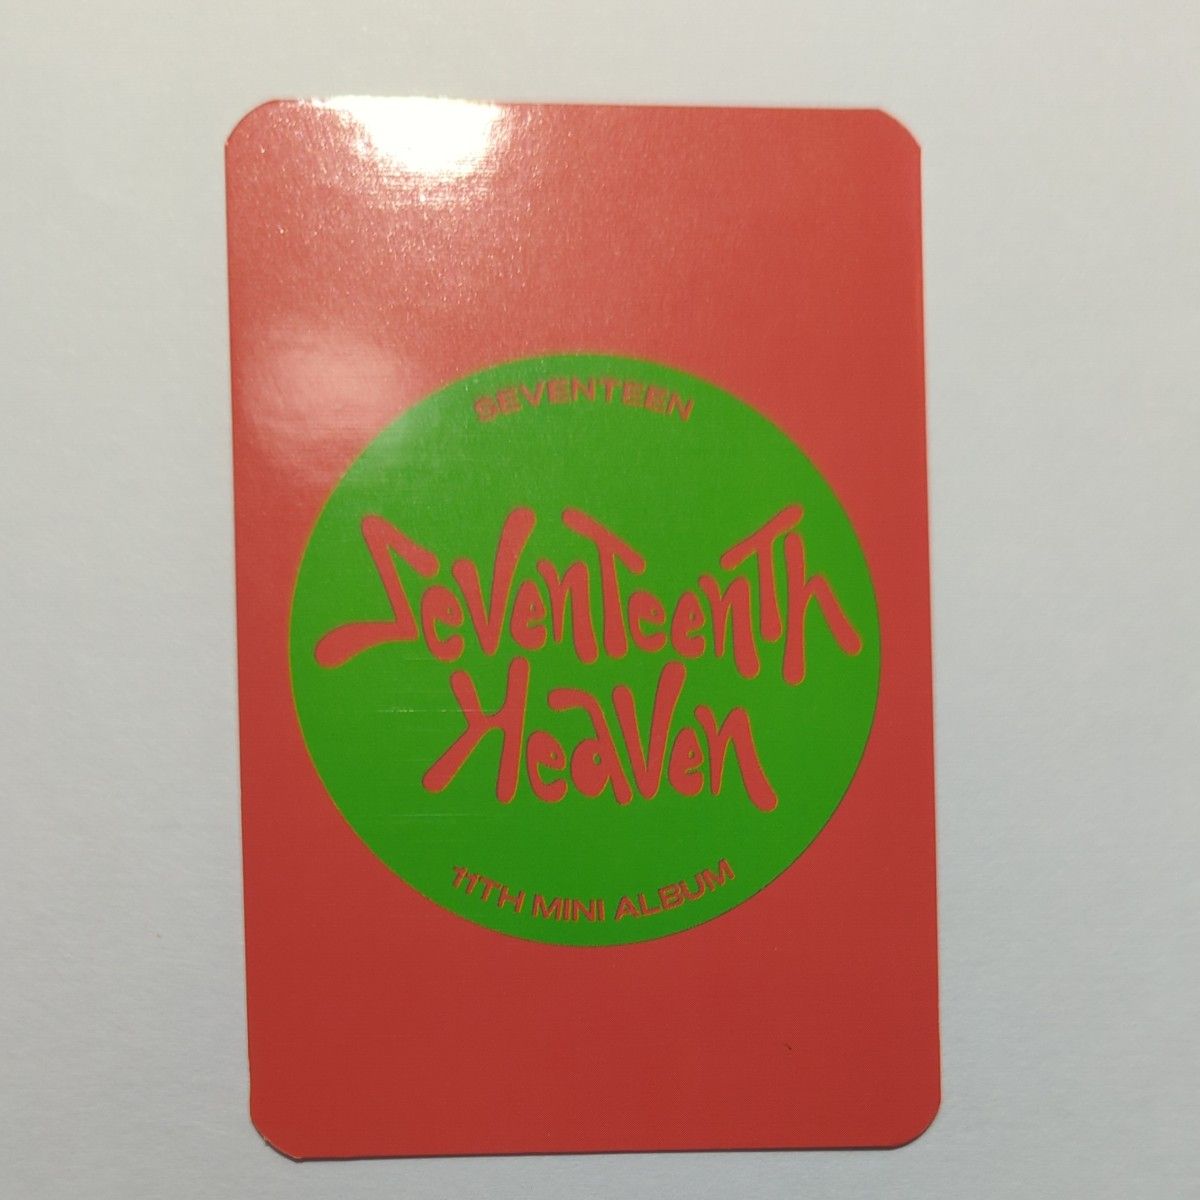 SEVENTEEN
SevenTeenTh
Heaven
11TH MINI ALBUM